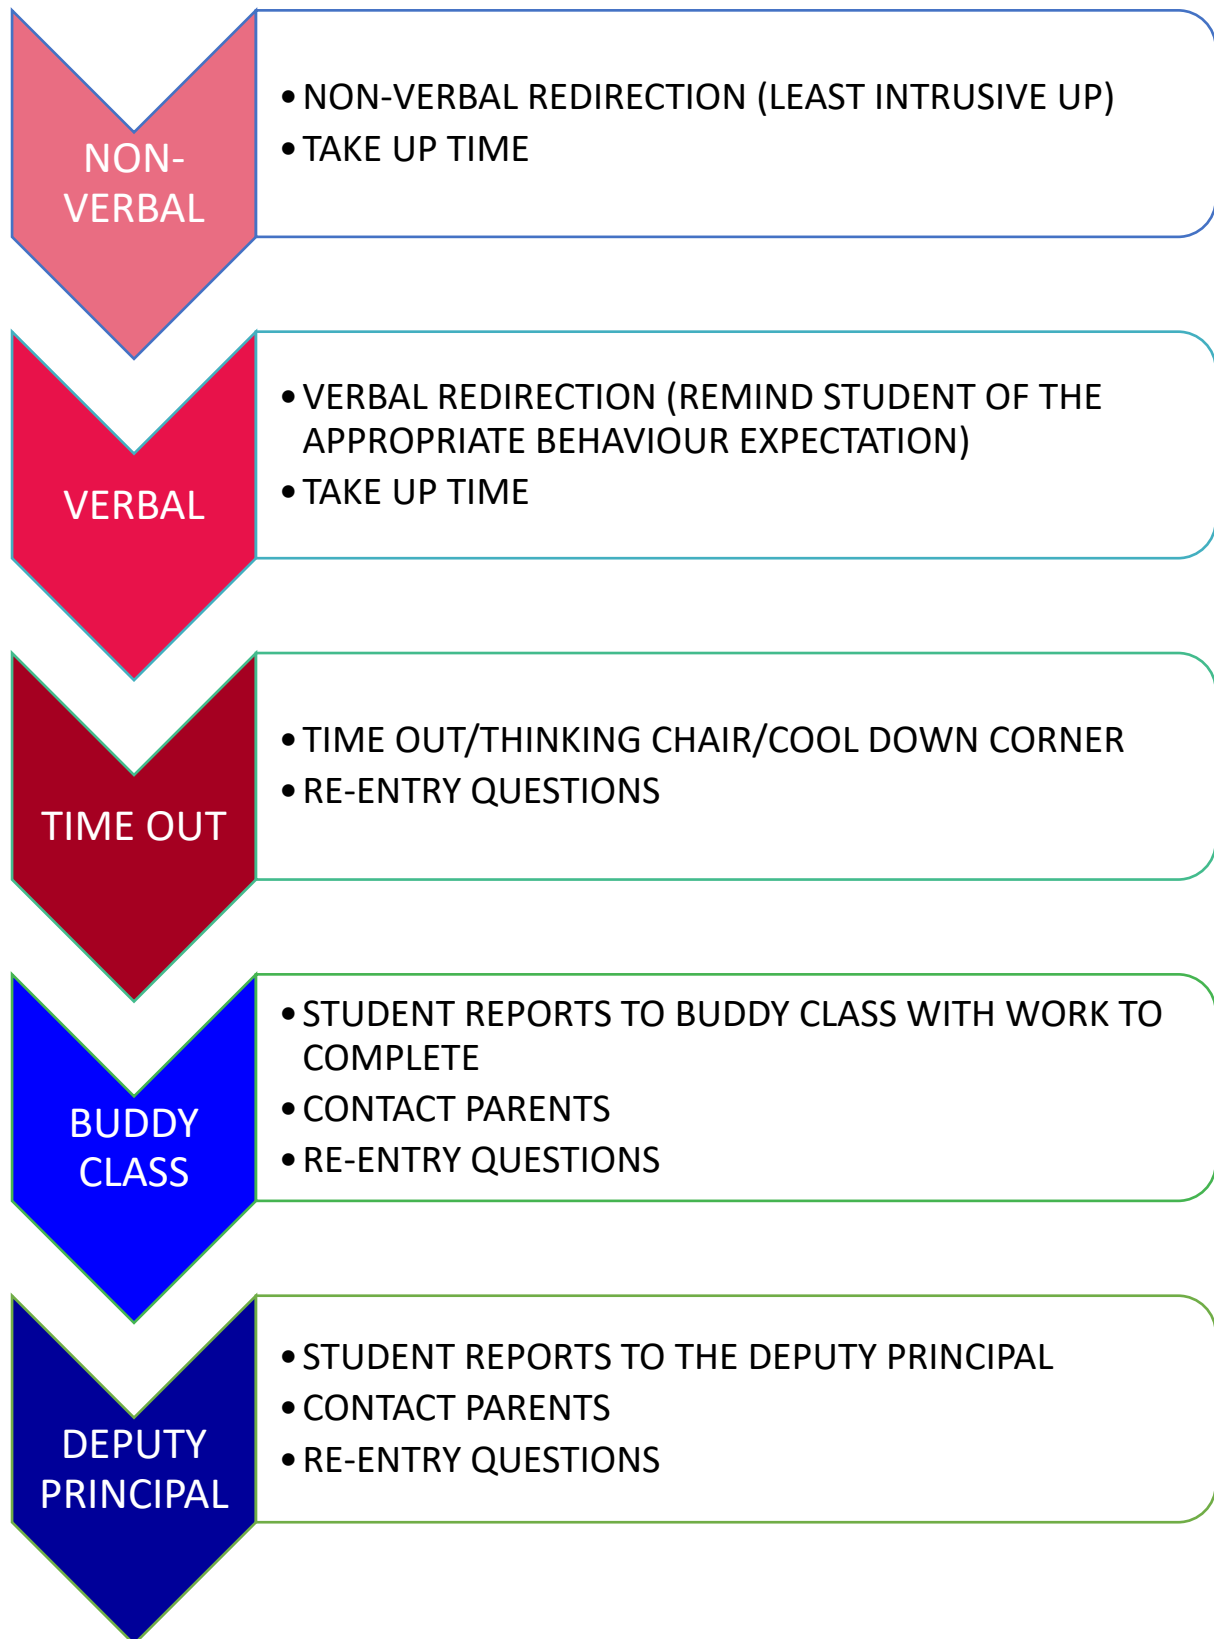 NON-
VERBAL
• NON-VERBAL REDIRECTION (LEAST INTRUSIVE UP)
• TAKE UP TIME
VERBAL
• VERBAL REDIRECTION (REMIND STUDENT OF THE
APPROPRIATE BEHAVIOUR EXPECTATION)
• TAKE UP TIME
TIME OUT
• TIME OUT/THINKING CHAIR/COOL DOWN CORNER
• RE-ENTRY QUESTIONS
BUDDY
CLASS
• STUDENT REPORTS TO BUDDY CLASS WITH WORK TO
COMPLETE
• CONTACT PARENTS
• RE-ENTRY QUESTIONS
DEPUTY
PRINCIPAL
• STUDENT REPORTS TO THE DEPUTY PRINCIPAL
• CONTACT PARENTS
• RE-ENTRY QUESTIONS